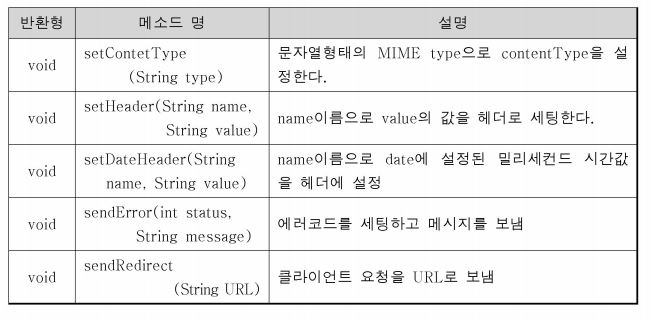 반환형 메소드 명 설명
void setContetType (String type) 문자열형태의 MIME type으로 contentType을 설정한다.
void setHeader(String name, String value) name이름으로 value의 값을 헤더로 세팅한다.
void setDateHeader(String name, String value) name이름으로 date에 설정된 밀리세컨드 시간값을 헤더에 설정
void sendError(int status, String message) 에러코드를 세팅하고 메시지를 보냄
void sendRedirect (String URL) 클라이언트 요청을 URL로 보냄